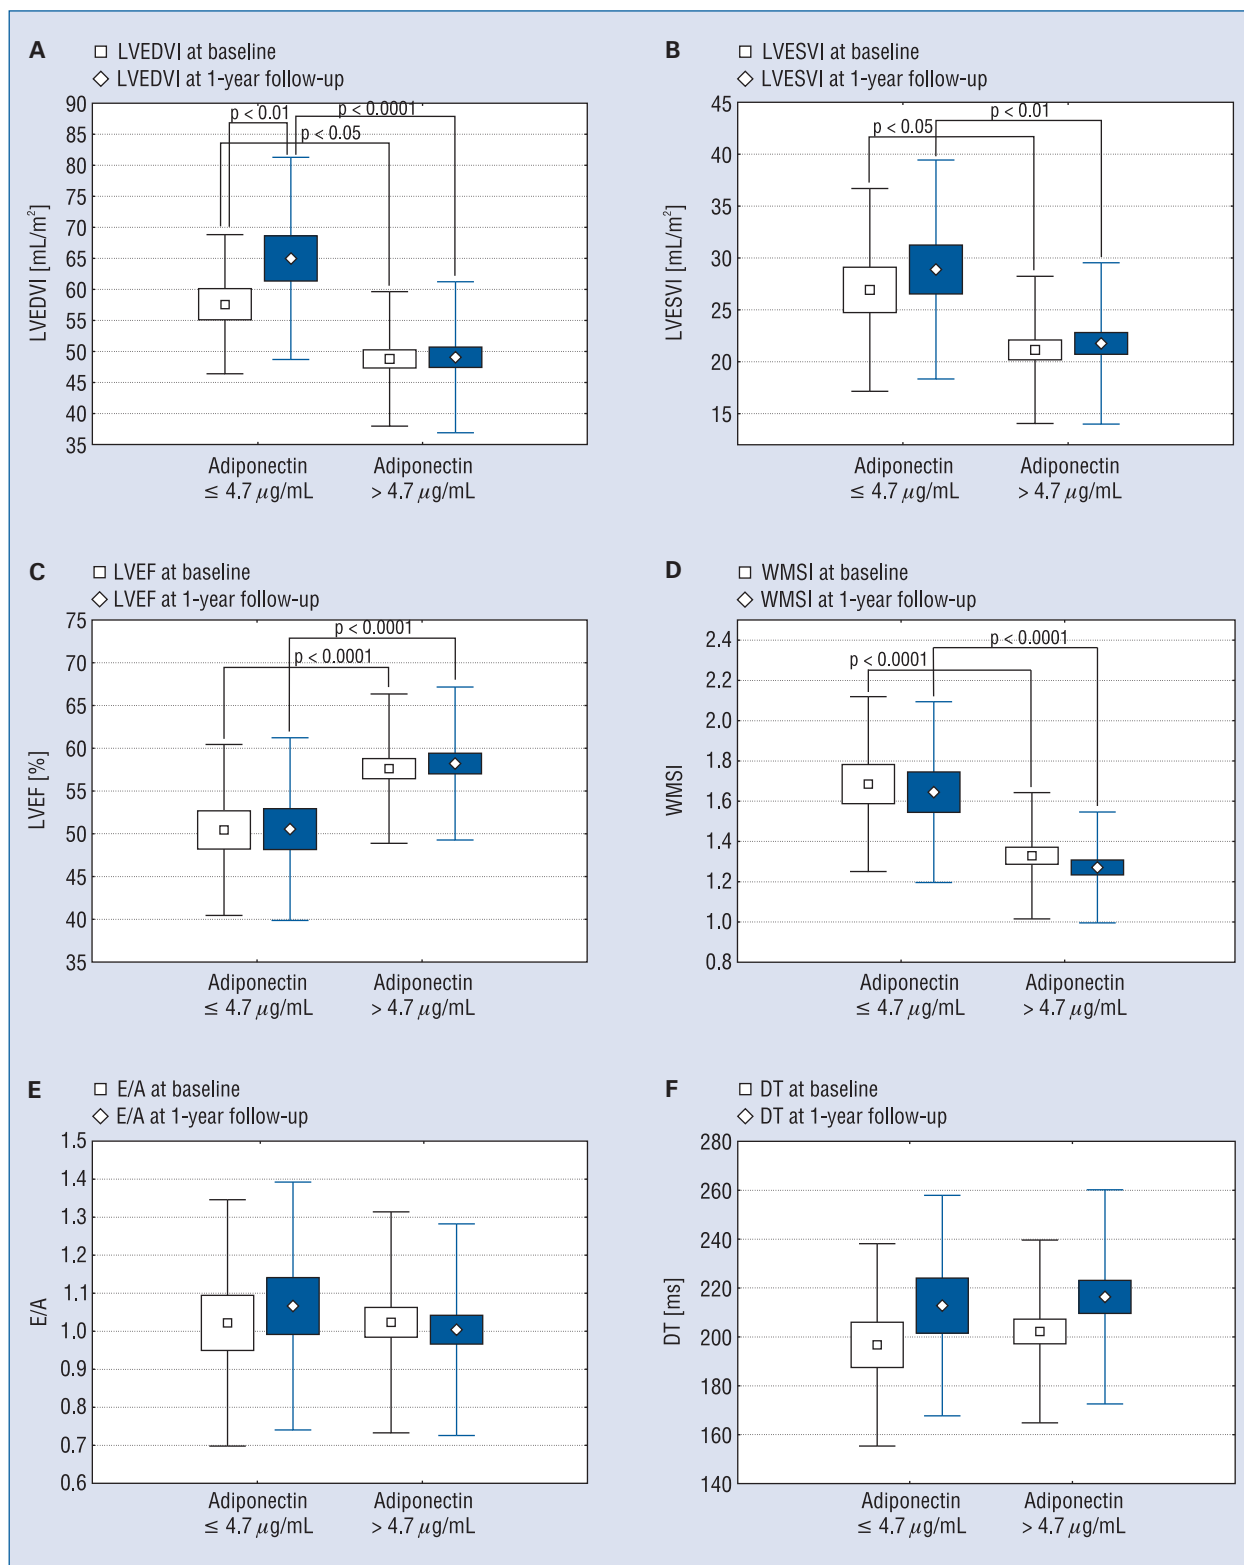 A
LVEDVI at baseline
LVEDVI at 1-year follow-up
LVEDVI [mL/m²]
90
85
80
75
70
65
60
55
50
45
40
35
p < 0.01
p < 0.0001
p < 0.05
Adiponectin
≤ 4.7 μg/mL
Adiponectin
> 4.7 μg/mL
B
LVESVI at baseline
LVESVI at 1-year follow-up
LVESVI [mL/m²]
45
40
35
30
25
20
15
p < 0.05
p < 0.01
Adiponectin
≤ 4.7 μg/mL
Adiponectin
> 4.7 μg/mL
C
LVEF at baseline
LVEF at 1-year follow-up
LVEF [%]
75
70
65
60
55
50
45
40
35
p < 0.0001
p < 0.0001
Adiponectin
≤ 4.7 μg/mL
Adiponectin
> 4.7 μg/mL
D
WMSI at baseline
WMSI at 1-year follow-up
WMSI
2.4
2.2
2.0
1.8
1.6
1.4
1.2
1.0
0.8
p < 0.0001
p < 0.0001
Adiponectin
≤ 4.7 μg/mL
Adiponectin
> 4.7 μg/mL
E
E/A at baseline
E/A at 1-year follow-up
E/A
1.5
1.4
1.3
1.2
1.1
1.0
0.9
0.8
0.7
0.6
Adiponectin
≤ 4.7 μg/mL
Adiponectin
> 4.7 μg/mL
F
DT at baseline
DT at 1-year follow-up
DT [ms]
280
260
240
220
200
180
160
140
Adiponectin
≤ 4.7 μg/mL
Adiponectin
> 4.7 μg/mL